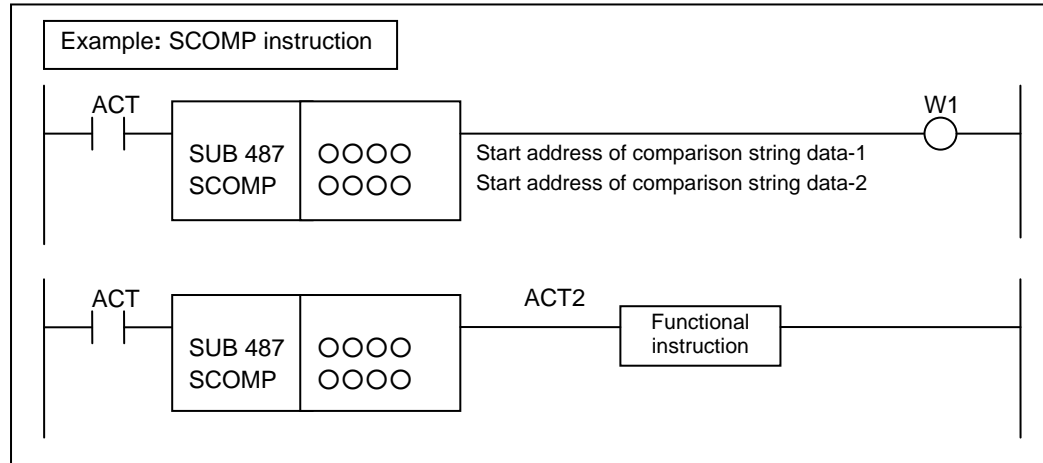 Example: SCOMP instruction
ACT
W1
SUB 487 ○○○○ Start address of comparison string data-1
SCOMP ○○○○ Start address of comparison string data-2
ACT
ACT2
Functional
instruction
SUB 487 ○○○○
SCOMP ○○○○